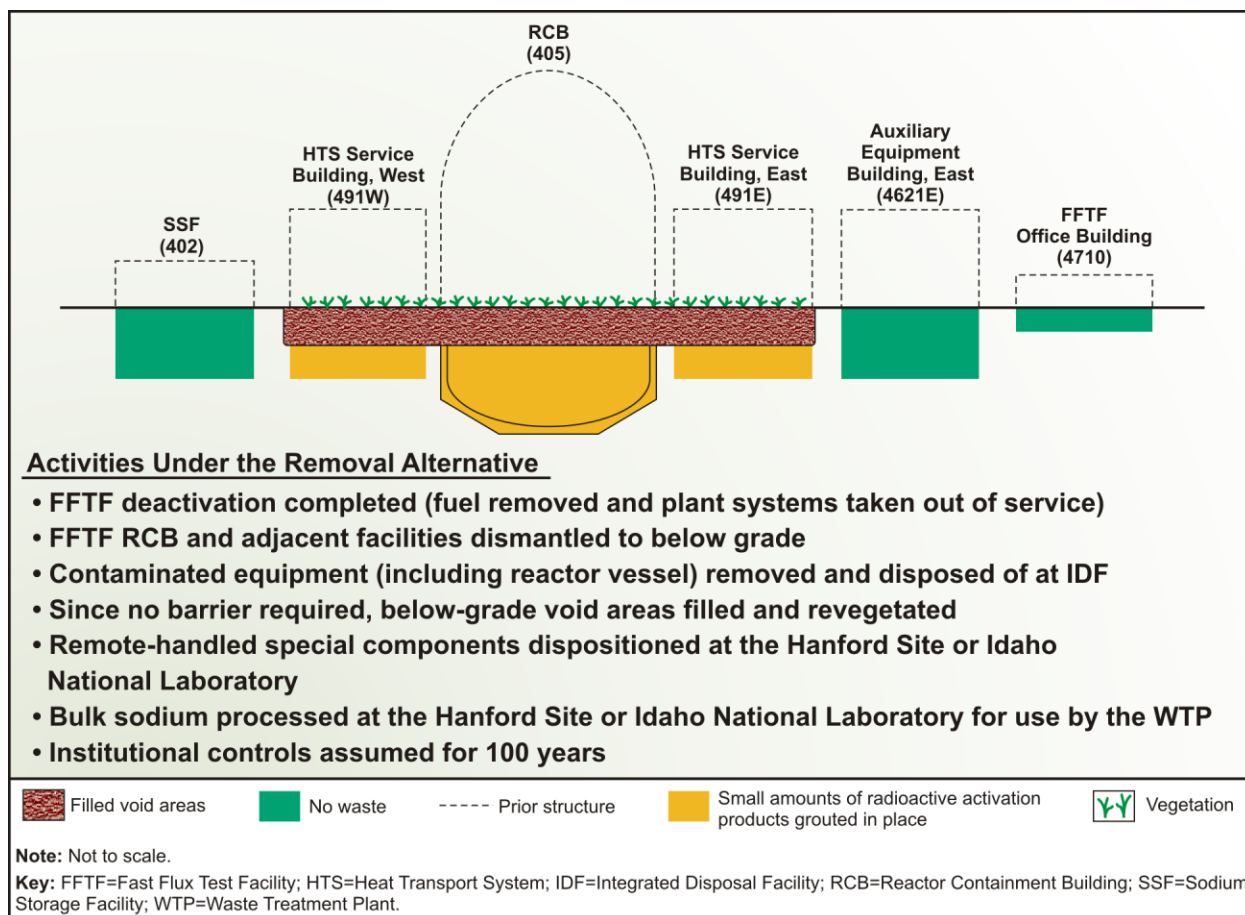 RCB
(405)
HTS Service
Building, West
(491W)
HTS Service
Building, East
(491E)
Auxiliary
Equipment
Building, East
(4621E)
SSF
(402)
FFTF
Office Building
(4710)
Activities Under the Removal Alternative
• FFTF deactivation completed (fuel removed and plant systems taken out of service)
• FFTF RCB and adjacent facilities dismantled to below grade
• Contaminated equipment (including reactor vessel) removed and disposed of at IDF
• Since no barrier required, below-grade void areas filled and revegetated
• Remote-handled special components dispositioned at the Hanford Site or Idaho
National Laboratory
• Bulk sodium processed at the Hanford Site or Idaho National Laboratory for use by the WTP
• Institutional controls assumed for 100 years
Filled void areas
No waste
Prior structure
Small amounts of radioactive activation
products grouted in place
Vegetation
Note: Not to scale.
Key: FFTF=Fast Flux Test Facility; HTS=Heat Transport System; IDF=Integrated Disposal Facility; RCB=Reactor Containment Building; SSF=Sodium
Storage Facility; WTP=Waste Treatment Plant.